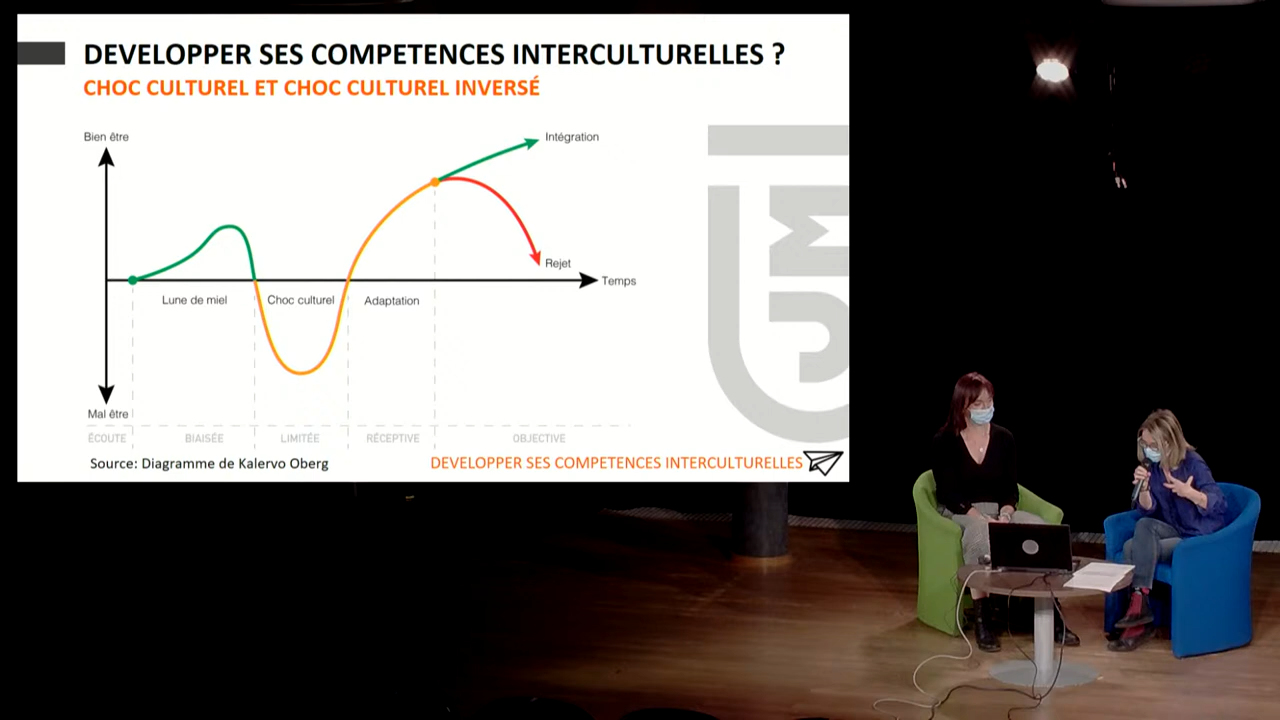 DEVELOPPER SES COMPETENCES INTERCULTURELLES ?
CHOC CULTUREL ET CHOC CULTUREL INVERSÉ
Bien être
Intégration
Rejet
Temps
Lune de miel
Choc culturel
Adaptation
Mal être
ÉCOUTE
BIAISÉE
LIMITÉE
RÉCEPTIVE
OBJECTIVE
Source: Diagramme de Kalervo Oberg
DEVELOPPER SES COMPETENCES INTERCULTURELLES
UM